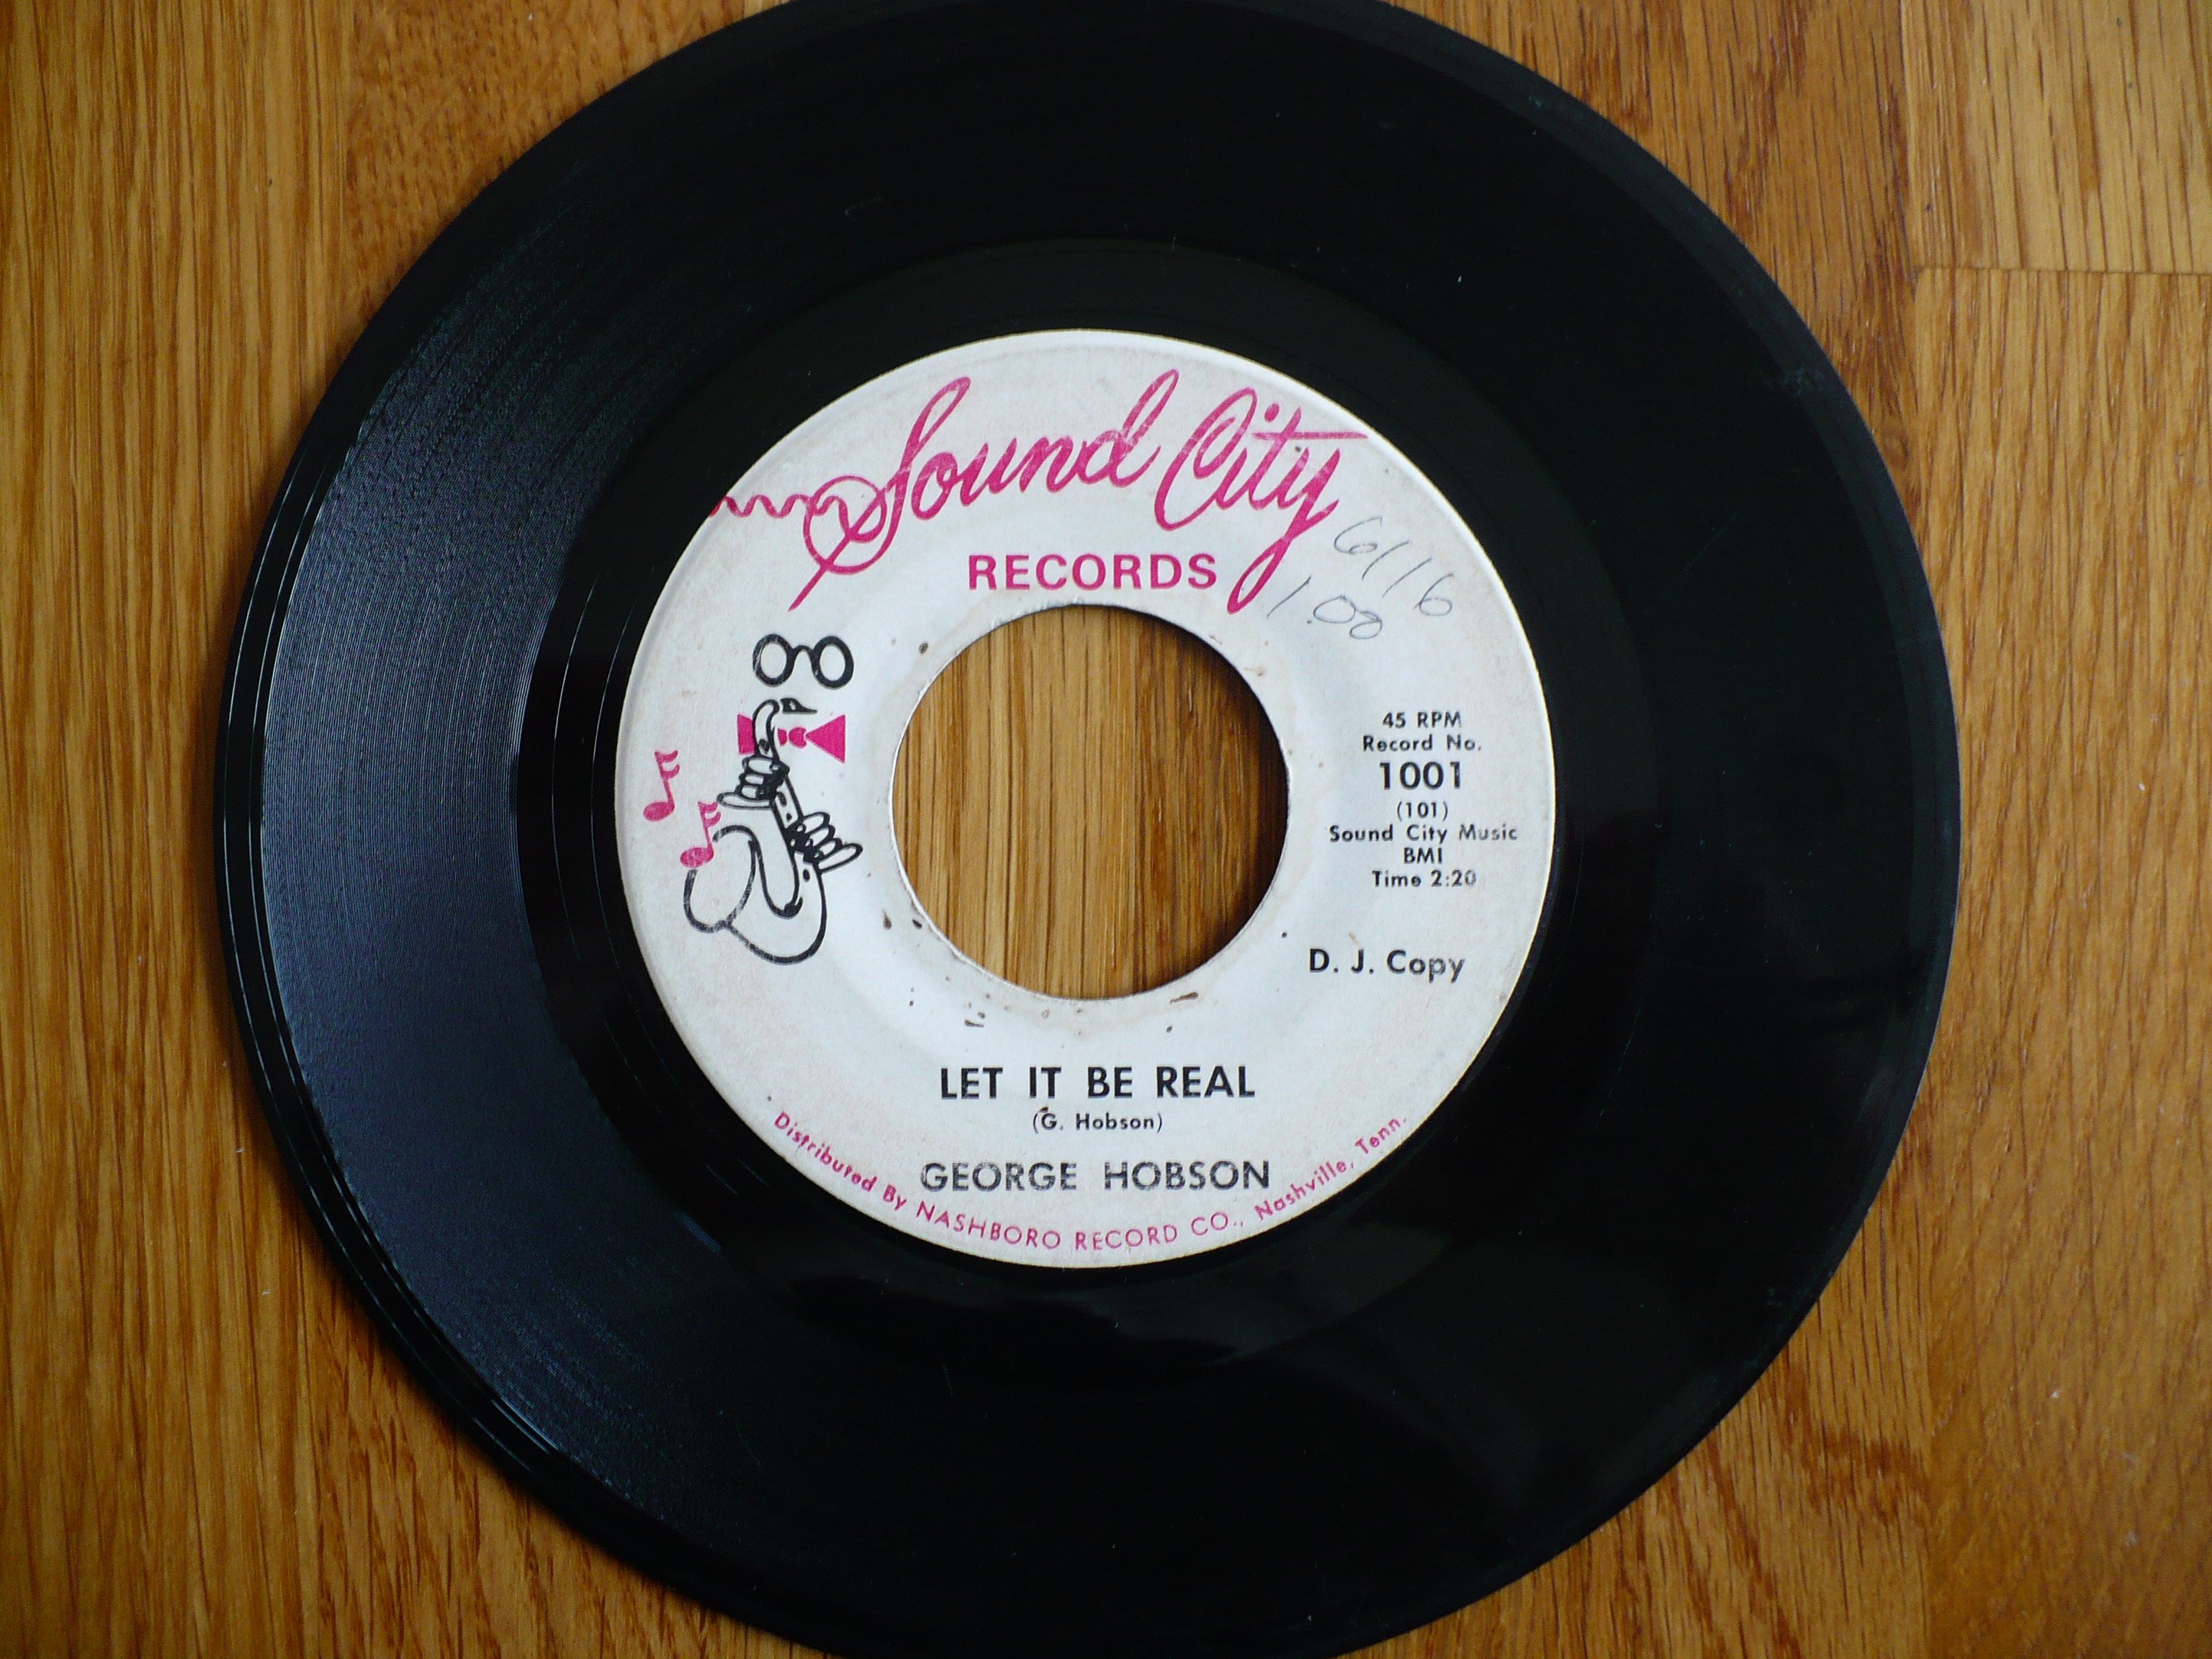 Sound City
RECORDS
6/16
1.00
45 RPM
Record No.
1001
(101)
Sound City Music
BMI
Time 2:20
D. J. Copy
LET IT BE REAL
(G. Hobson)
GEORGE HOBSON
Distributed By NASHBORO RECORD CO., Nashville, Tenn.